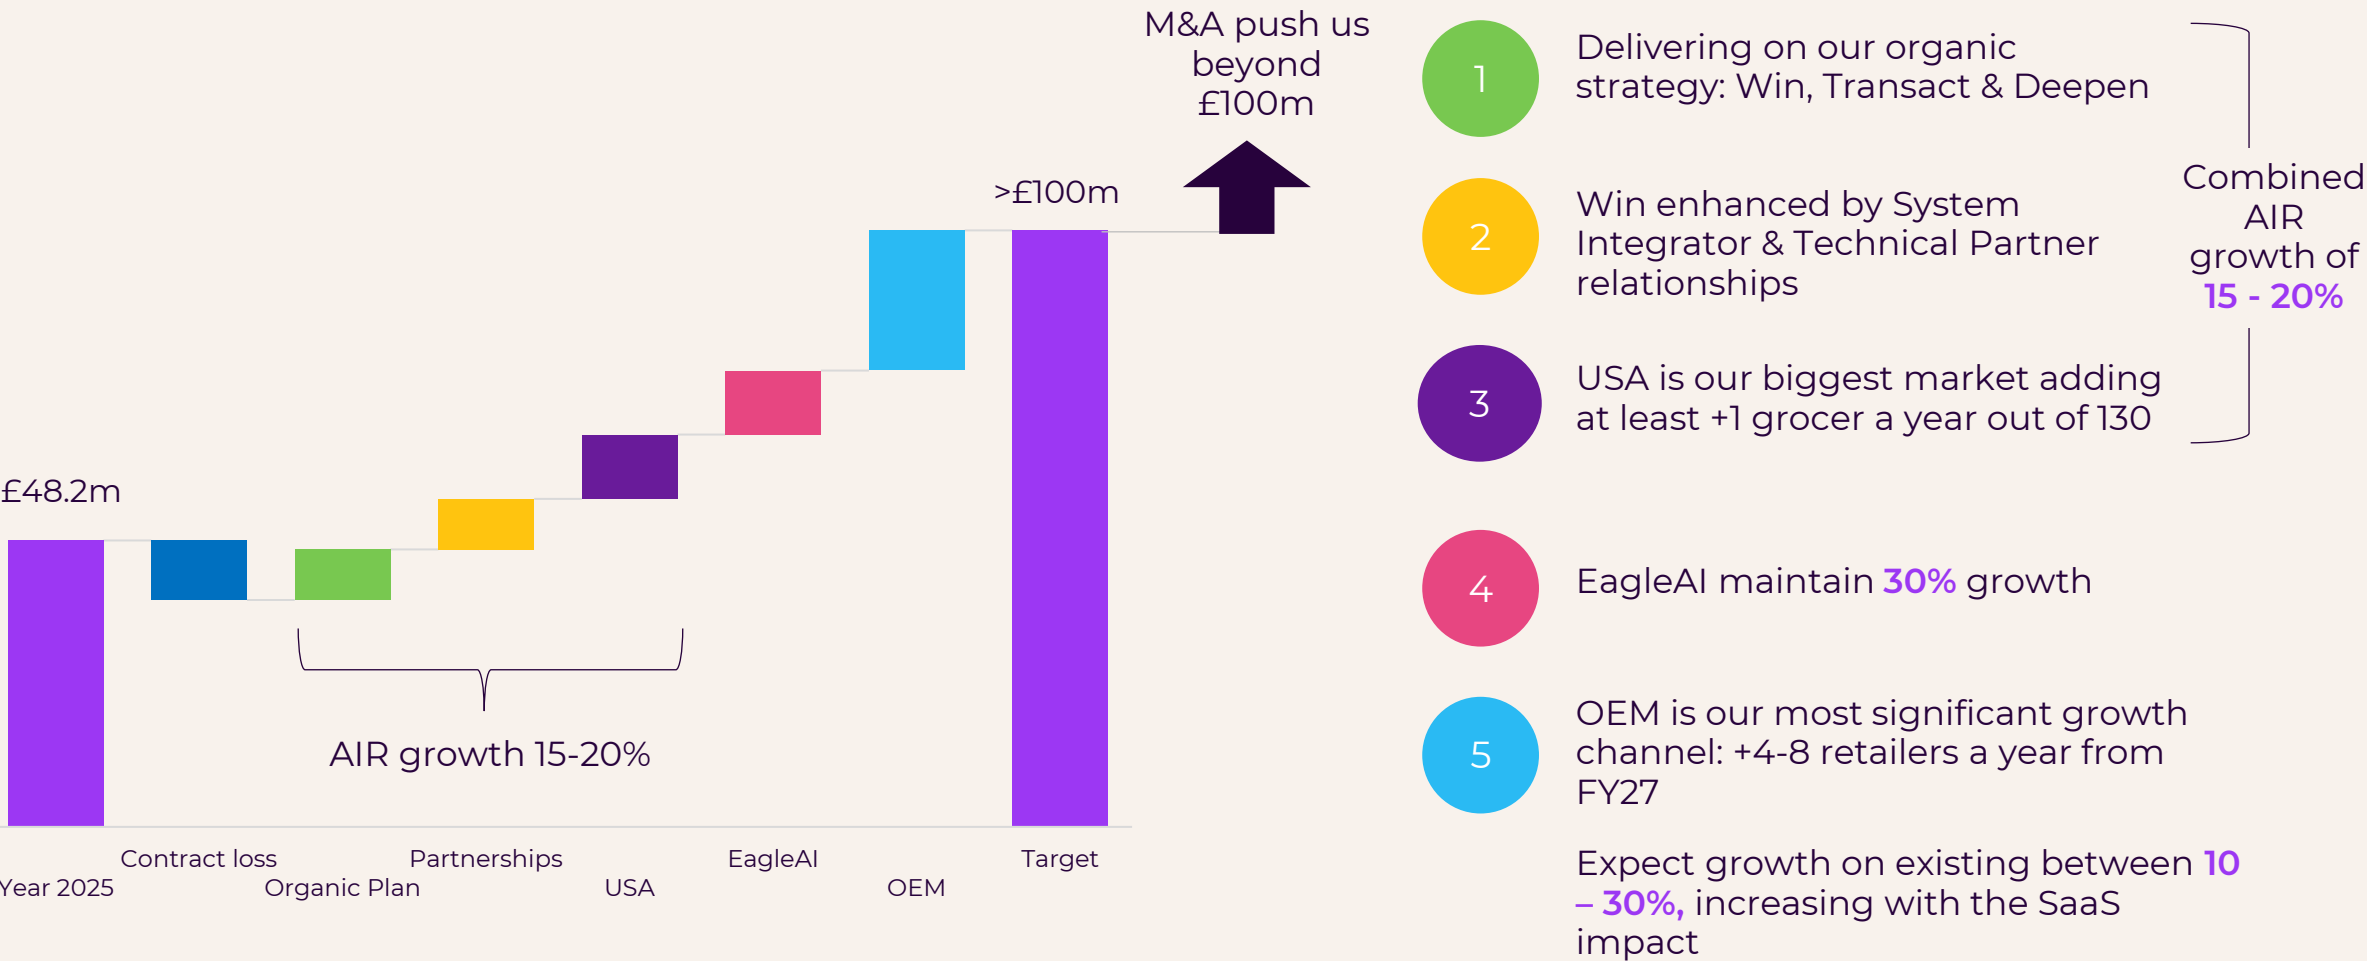 M&A push us
beyond
£100m
>£100m
£48.2m
AIR growth 15-20%
Year 2025
Contract loss
Organic Plan
Partnerships
USA
EagleAI
OEM
Target
1
Delivering on our organic
strategy: Win, Transact & Deepen
2
Win enhanced by System
Integrator & Technical Partner
relationships
3
USA is our biggest market adding
at least +1 grocer a year out of 130
Combined
AIR
growth of
15 - 20%
4
EagleAI maintain 30% growth
5
OEM is our most significant growth
channel: +4-8 retailers a year from
FY27
Expect growth on existing between 10
– 30%, increasing with the SaaS
impact